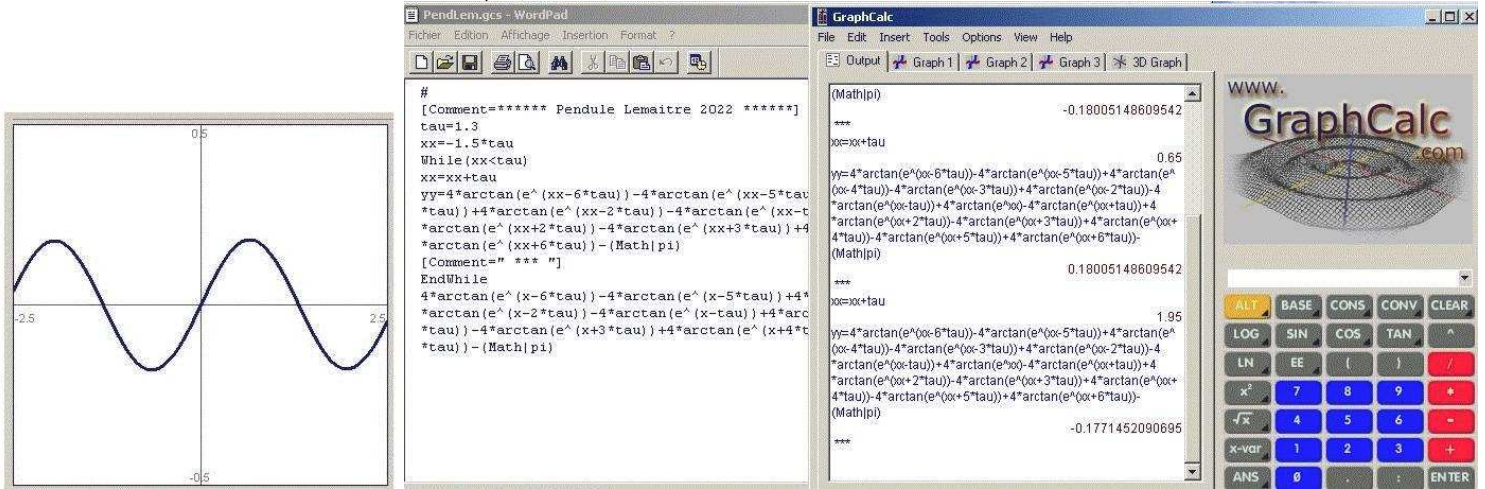 0.5
-2.5
2.5
-0.5
PendLem.gcs - WordPad
Fichier Edition Affichage Insertion Format ?
#
[Comment=****** Pendule Lemaitre 2022 ******]
tau=1.3
xx=-1.5*tau
While(xx<tau)
xx=xx+tau
yy=4*arctan(e^(xx-6*tau))-4*arctan(e^(xx-5*tau
*tau))+4*arctan(e^(xx-2*tau))-4*arctan(e^(xx-t
*arctan(e^(xx+2*tau))-4*arctan(e^(xx+3*tau))+4
*arctan(e^(xx+6*tau))-(Math|pi)
[Comment=" *** "]
EndWhile
4*arctan(e^(x-6*tau))-4*arctan(e^(x-5*tau))+4*
*arctan(e^(x-2*tau))-4*arctan(e^(x-tau))+4*arc
*tau))-4*arctan(e^(x+3*tau))+4*arctan(e^(x+4*t
*tau))-(Math|pi)
GraphCalc
File Edit Insert Tools Options View Help
Output Graph 1 Graph 2 Graph 3 3D Graph
(Math|pi)
-0.18005148609542
***
xx=xx+tau
0.65
yy=4*arctan(e^(xx-6*tau))-4*arctan(e^(xx-5*tau))+4*arctan(e^
(xx-4*tau))-4*arctan(e^(xx-3*tau))+4*arctan(e^(xx-2*tau))-4
*arctan(e^(xx-tau))+4*arctan(e^xx)-4*arctan(e^(xx+tau))+4
*arctan(e^(xx+2*tau))-4*arctan(e^(xx+3*tau))+4*arctan(e^(xx+
4*tau))-4*arctan(e^(xx+5*tau))+4*arctan(e^(xx+6*tau))-
(Math|pi)
0.18005148609542
***
xx=xx+tau
1.95
yy=4*arctan(e^(xx-6*tau))-4*arctan(e^(xx-5*tau))+4*arctan(e^
(xx-4*tau))-4*arctan(e^(xx-3*tau))+4*arctan(e^(xx-2*tau))-4
*arctan(e^(xx-tau))+4*arctan(e^xx)-4*arctan(e^(xx+tau))+4
*arctan(e^(xx+2*tau))-4*arctan(e^(xx+3*tau))+4*arctan(e^(xx+
4*tau))-4*arctan(e^(xx+5*tau))+4*arctan(e^(xx+6*tau))-
(Math|pi)
-0.1771452090695
***
www.
GraphCalc
.com
ALT BASE CONS CONV CLEAR
LOG SIN COS TAN ^
LN EE ( ) /
x² 7 8 9 *
√x 4 5 6 -
x-var 1 2 3 +
ANS 0 . : ENTER